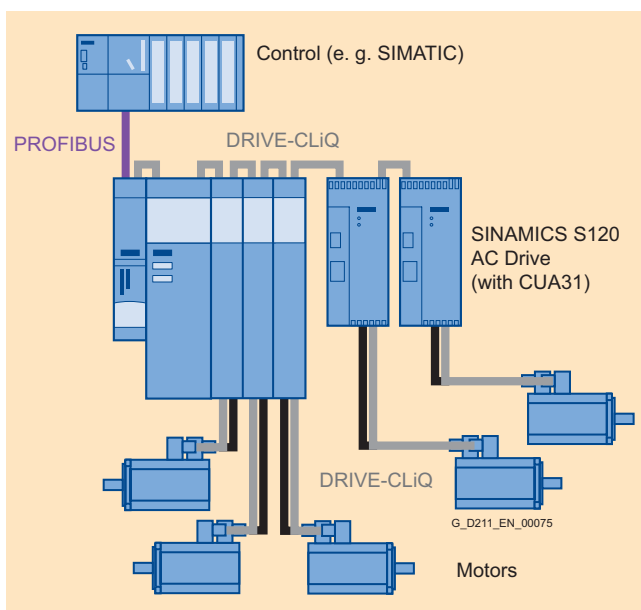 Control (e. g. SIMATIC)
PROFIBUS
DRIVE-CLiQ
SINAMICS S120
AC Drive
(with CUA31)
DRIVE-CLiQ
G_D211_EN_00075
Motors